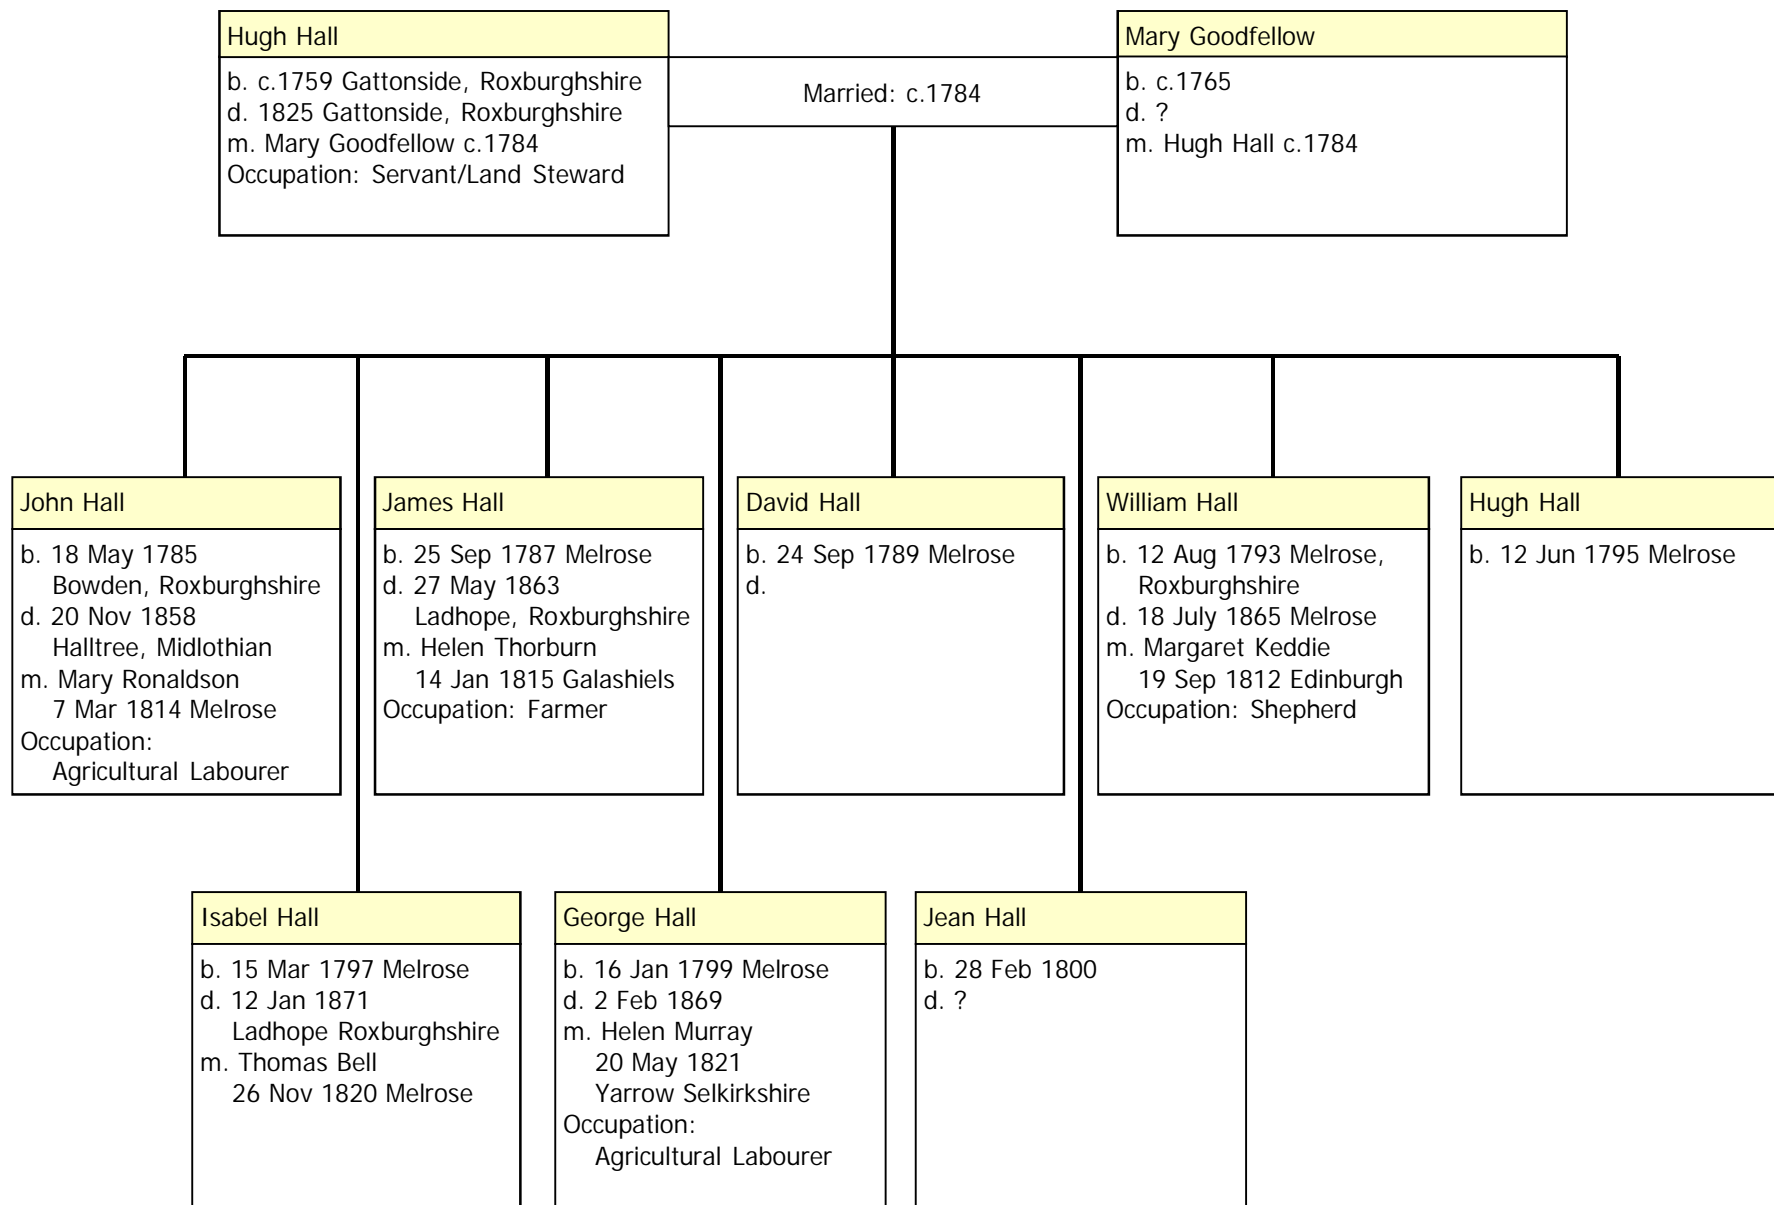 Hugh Hall
b. c.1759 Gattonside, Roxburghshire
d. 1825 Gattonside, Roxburghshire
m. Mary Goodfellow c.1784
Occupation: Servant/Land Steward
Married: c.1784
Mary Goodfellow
b. c.1765
d. ?
m. Hugh Hall c.1784
John Hall
b. 18 May 1785
Bowden, Roxburghshire
d. 20 Nov 1858
Halltree, Midlothian
m. Mary Ronaldson
7 Mar 1814 Melrose
Occupation:
Agricultural Labourer
James Hall
b. 25 Sep 1787 Melrose
d. 27 May 1863
Ladhope, Roxburghshire
m. Helen Thorburn
14 Jan 1815 Galashiels
Occupation: Farmer
David Hall
b. 24 Sep 1789 Melrose
d.
William Hall
b. 12 Aug 1793 Melrose,
Roxburghshire
d. 18 July 1865 Melrose
m. Margaret Keddie
19 Sep 1812 Edinburgh
Occupation: Shepherd
Hugh Hall
b. 12 Jun 1795 Melrose
Isabel Hall
b. 15 Mar 1797 Melrose
d. 12 Jan 1871
Ladhope Roxburghshire
m. Thomas Bell
26 Nov 1820 Melrose
George Hall
b. 16 Jan 1799 Melrose
d. 2 Feb 1869
m. Helen Murray
20 May 1821
Yarrow Selkirkshire
Occupation:
Agricultural Labourer
Jean Hall
b. 28 Feb 1800
d. ?